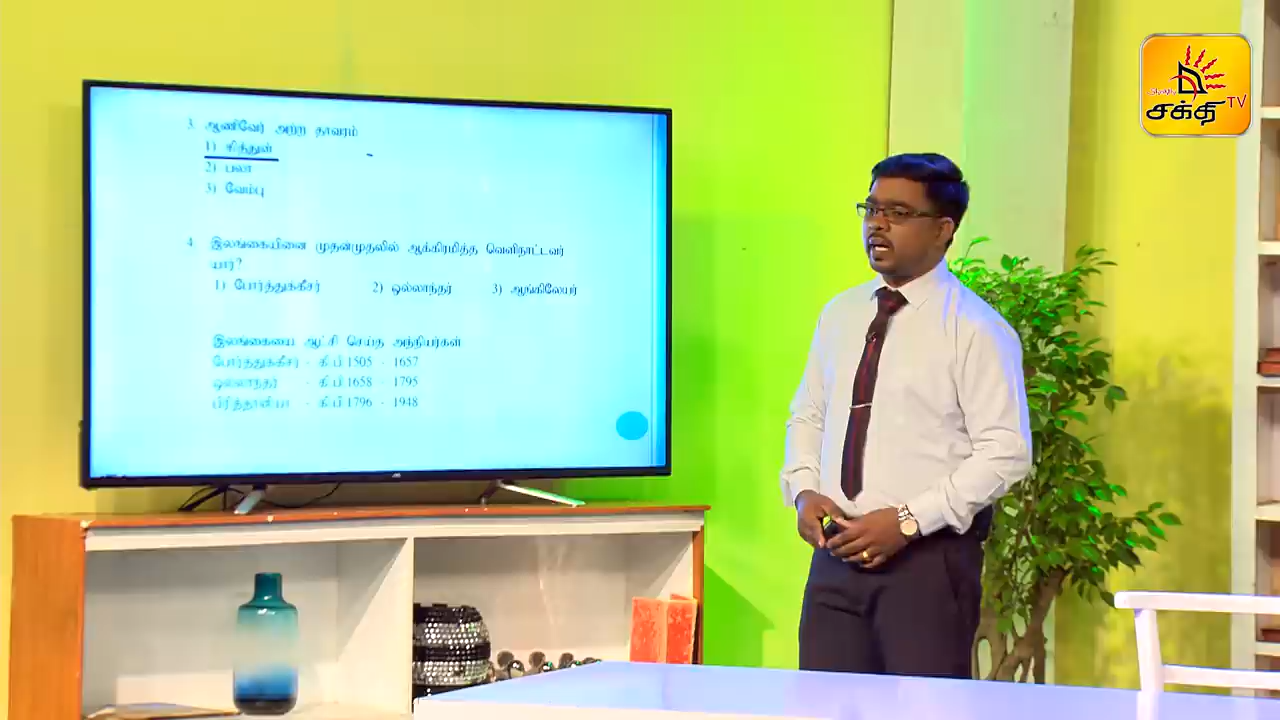 3. ஆணிவேர் அற்ற தாவரம்
1) கித்துள்
2) பலா
3) வேம்பு
4. இலங்கையினை முதன்முதலில் ஆக்கிரமித்த வெளிநாட்டவர்
யார்?
1) போர்த்துக்கீசர் 2) ஒல்லாந்தர் 3) ஆங்கிலேயர்
இலங்கையை ஆட்சி செய்த அந்நியர்கள்
போர்த்துக்கீசர் - கி.பி 1505 - 1657
ஒல்லாந்தர் - கி.பி 1658 - 1795
பிரித்தானியா - கி.பி 1796 - 1948
சக்தி TV